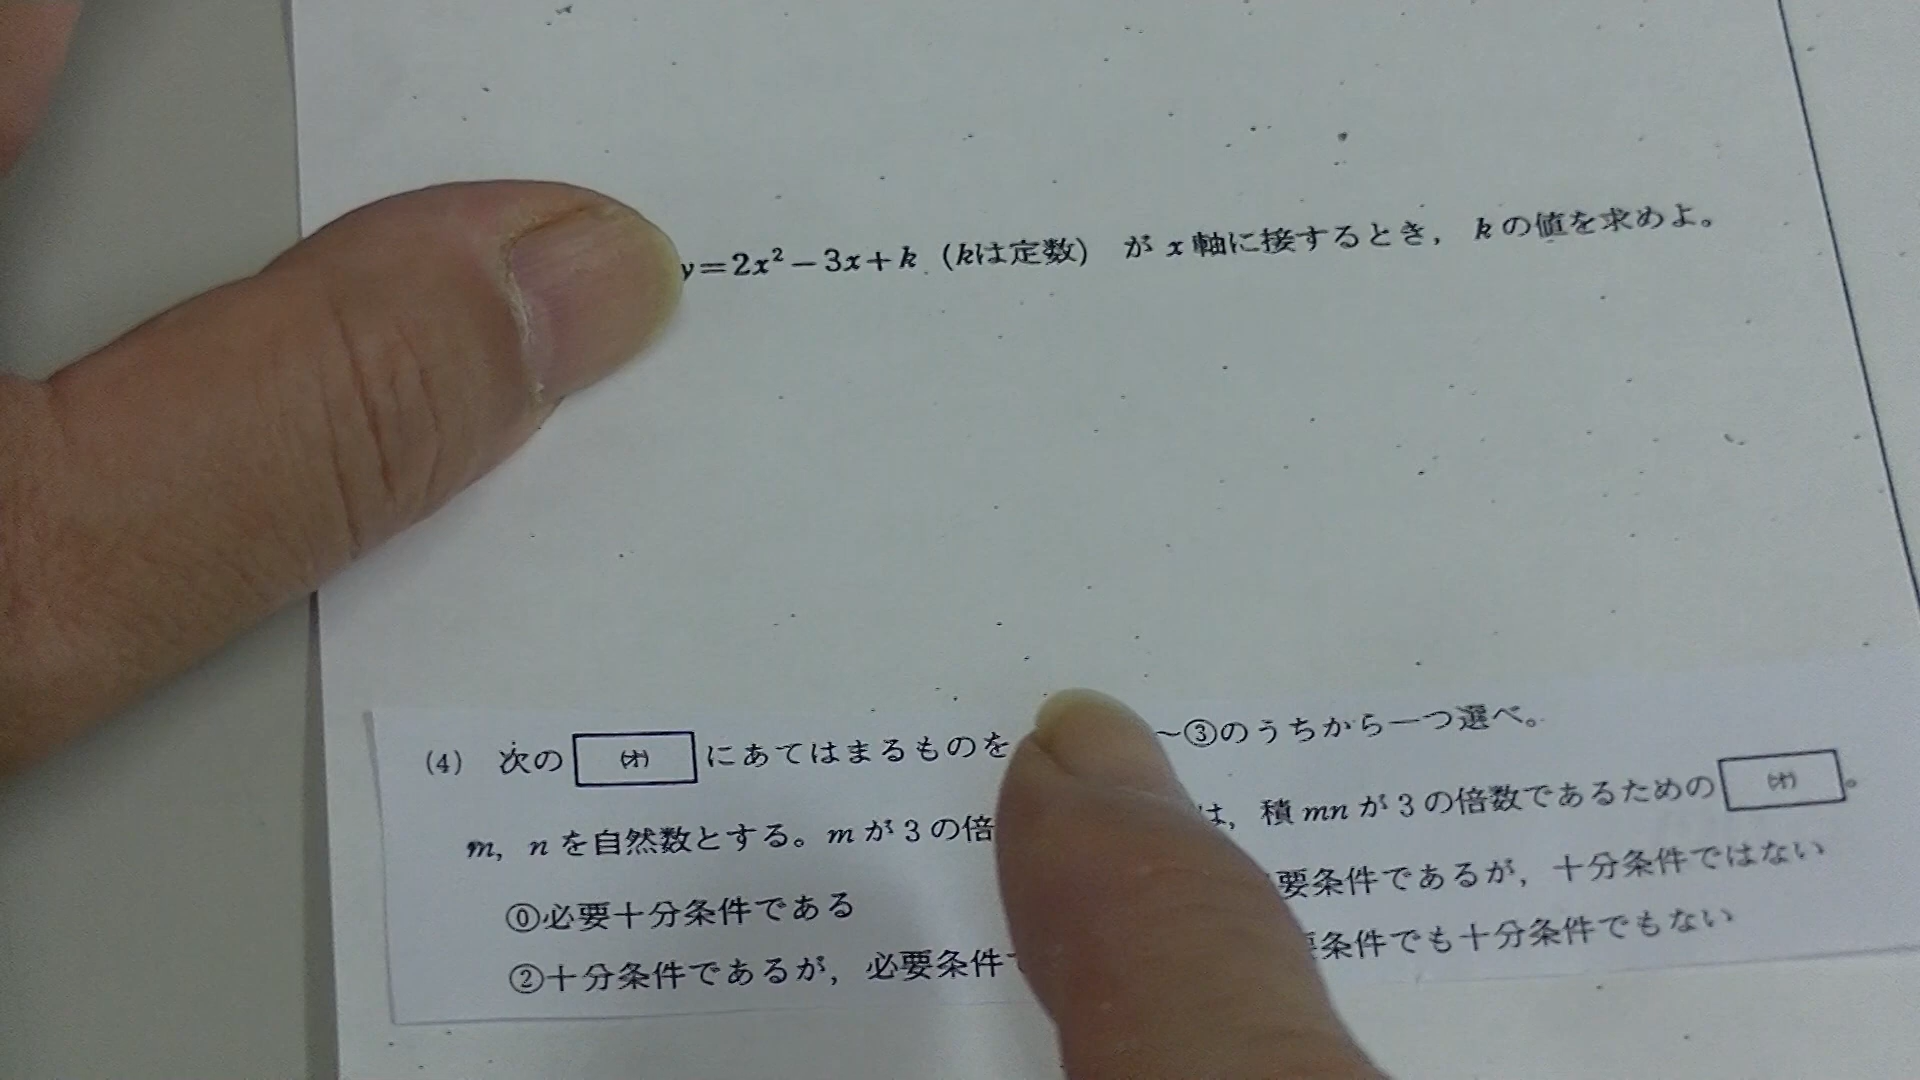 y=2x²-3x+k (kは定数) が x 軸に接するとき, k の値を求めよ。
(4) 次の (オ) にあてはまるものを ~③のうちから一つ選べ。
m, n を自然数とする。m が 3 の倍 は, 積 mn が 3 の倍数であるための (オ) 。
⓪必要十分条件である 要条件であるが, 十分条件ではない
②十分条件であるが, 必要条件で 条件でも十分条件でもない